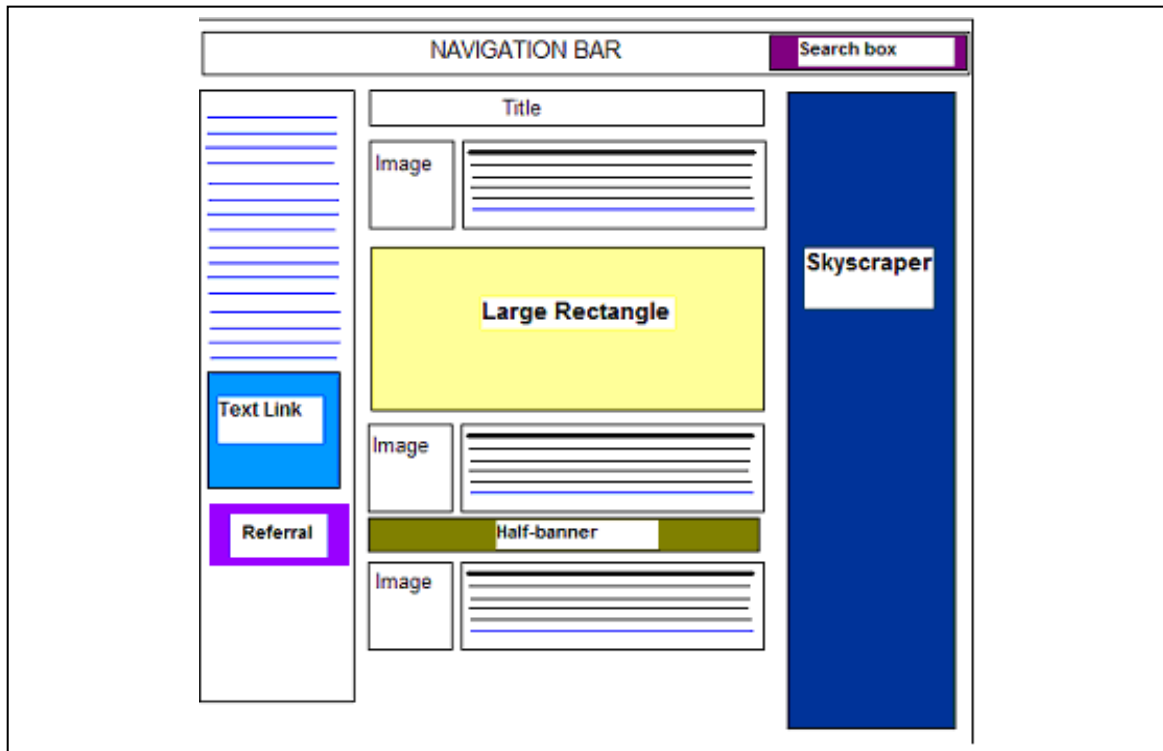 NAVIGATION BAR
Search box
Title
Image
Skyscraper
Large Rectangle
Text Link
Image
Referral
Half-banner
Image